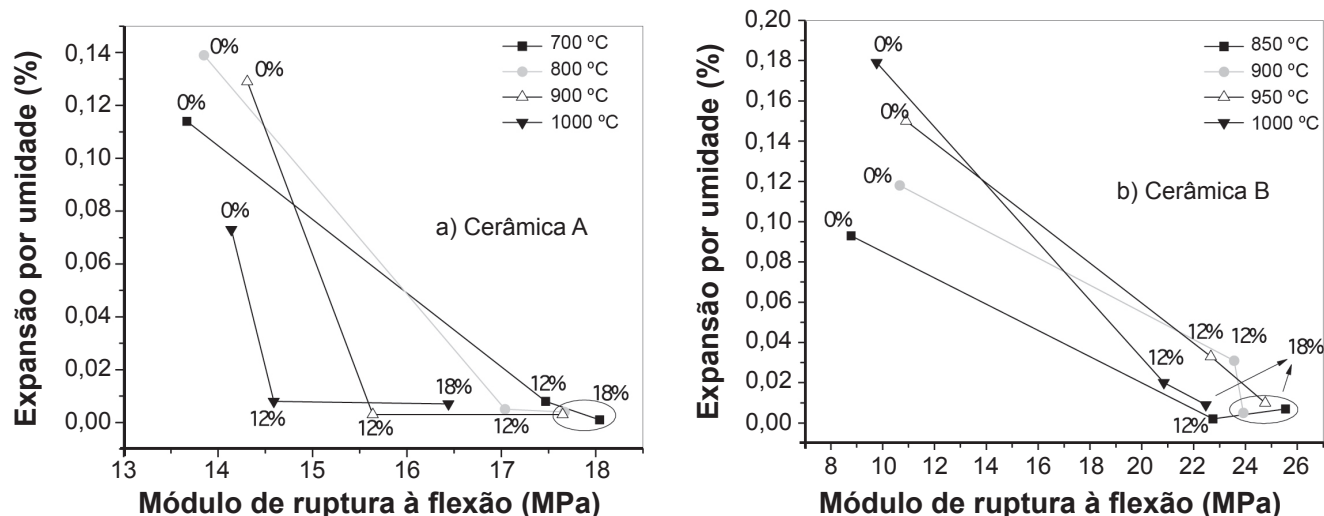 Expansão por umidade (%)
0,14
0,12
0,10
0,08
0,06
0,04
0,02
0,00
0%
0%
0%
0%
12%
18%
12%
12%
12%
18%
700 ºC
800 ºC
900 ºC
1000 ºC
a) Cerâmica A
13 14 15 16 17 18
Módulo de ruptura à flexão (MPa)
Expansão por umidade (%)
0,20
0,18
0,16
0,14
0,12
0,10
0,08
0,06
0,04
0,02
0,00
0%
0%
0%
0%
12%
12%
12%
18%
12%
850 ºC
900 ºC
950 ºC
1000 ºC
b) Cerâmica B
8 10 12 14 16 18 20 22 24 26
Módulo de ruptura à flexão (MPa)